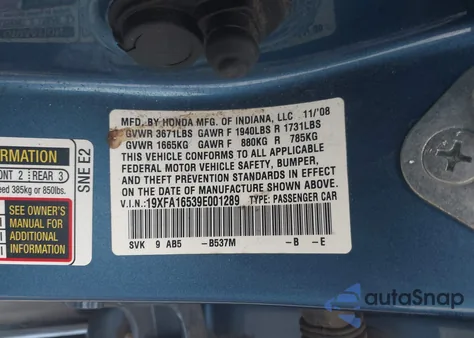 MFD. BY HONDA MFG. OF INDIANA, LLC 11/'08
GVWR 3671LBS GAWR F 1940LBS R 1731LBS
GVWR 1665KG GAWR F 880KG R 785KG
THIS VEHICLE CONFORMS TO ALL APPLICABLE
FEDERAL MOTOR VEHICLE SAFETY, BUMPER,
AND THEFT PREVENTION STANDARDS IN EFFECT
ON THE DATE OF MANUFACTURE SHOWN ABOVE.
V.I.N.: 19XFA16539E001289 TYPE: PASSENGER CAR
SVK 9 AB5 -B537M -B -E
SNE E2
FORMATION
ONT 2 REAR 3
eed 385kg or 850lbs.
SEE OWNER'S
MANUAL FOR
ADDITIONAL
INFORMATION
autoSnap